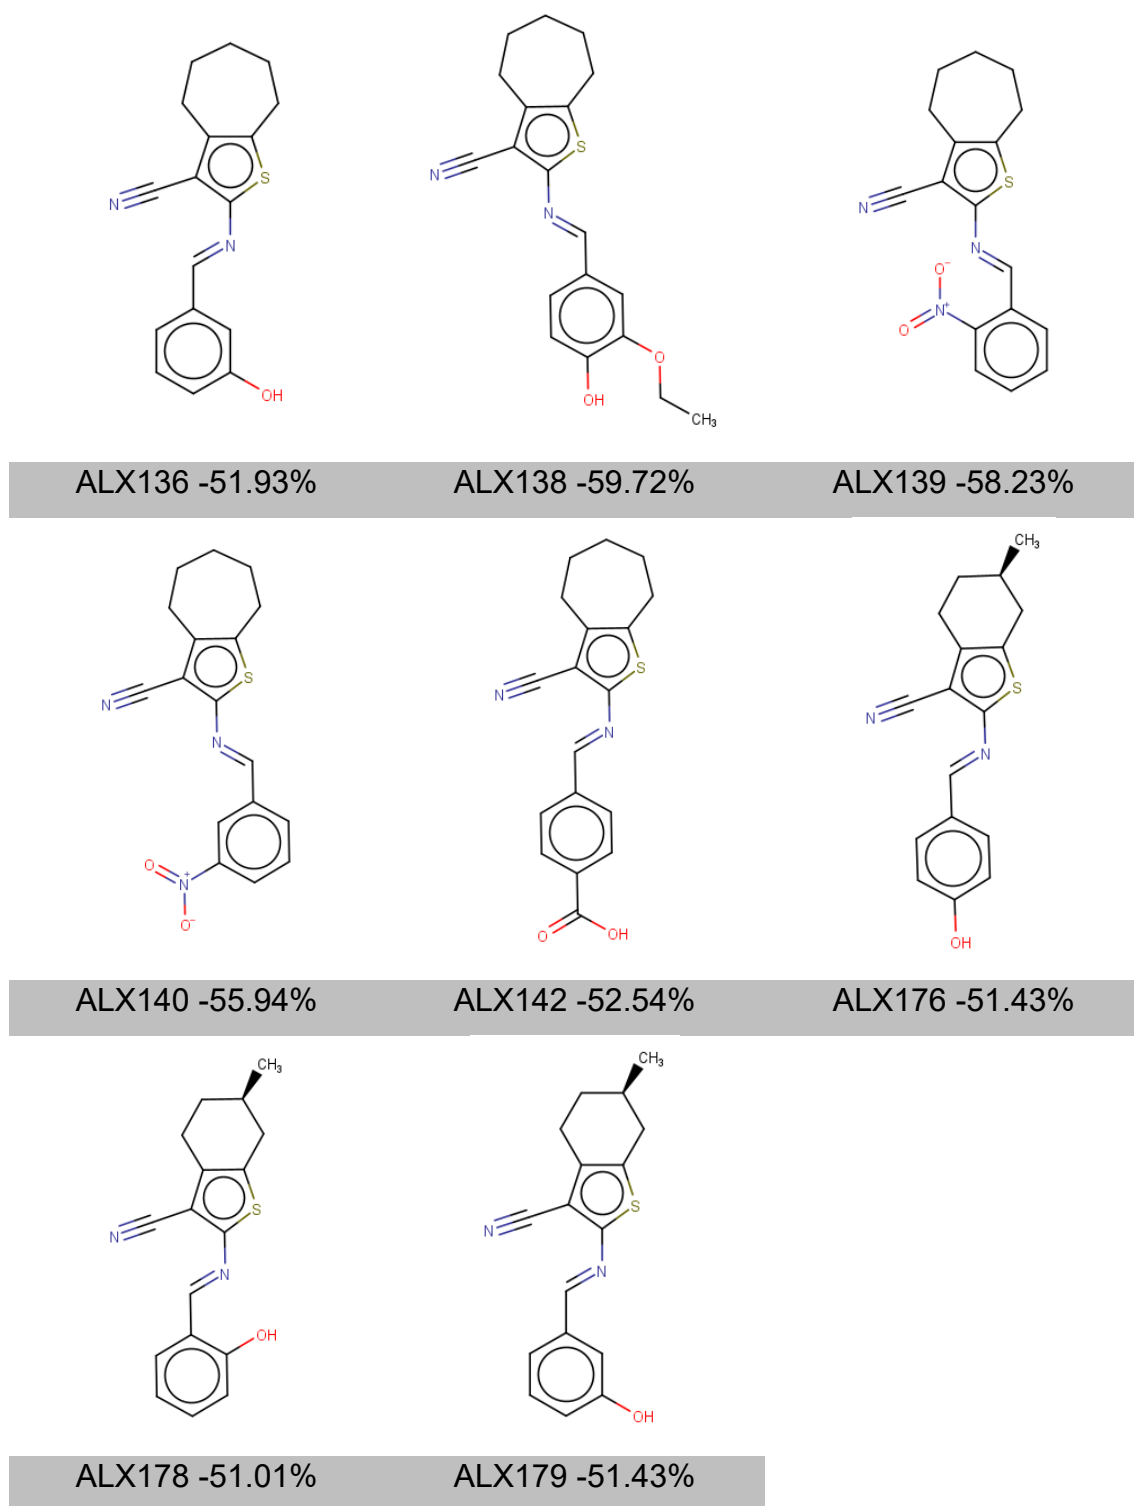 N
S
N
OH
ALX136 -51.93%
N
S
N
O
OH
CH₃
ALX138 -59.72%
N
S
N
O⁻
N⁺
O
ALX139 -58.23%
N
S
N
O
N⁺
O⁻
ALX140 -55.94%
N
S
N
O
OH
ALX142 -52.54%
CH₃
S
N
N
OH
ALX176 -51.43%
CH₃
S
N
N
OH
ALX178 -51.01%
CH₃
S
N
N
OH
ALX179 -51.43%